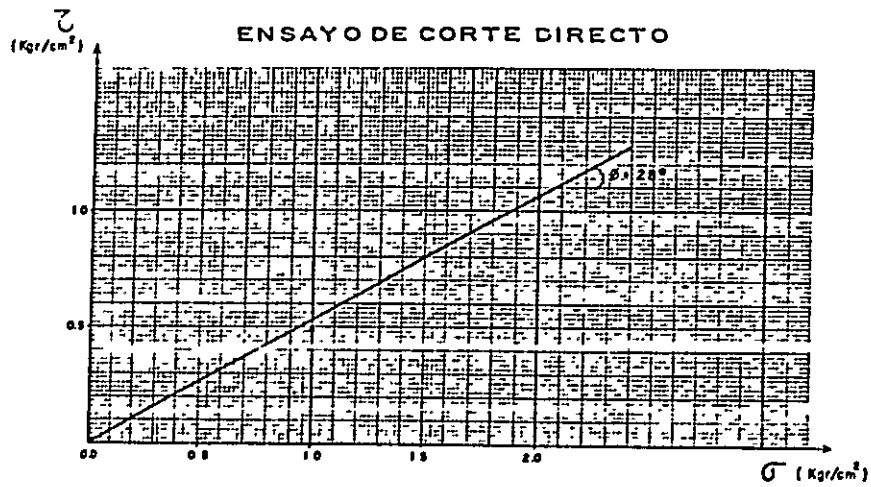 τ
(Kgr/cm²)
ENSAYO DE CORTE DIRECTO
φ = 28°
1.0
0.5
0.0 0.5 1.0 1.5 2.0
σ (Kgr/cm²)